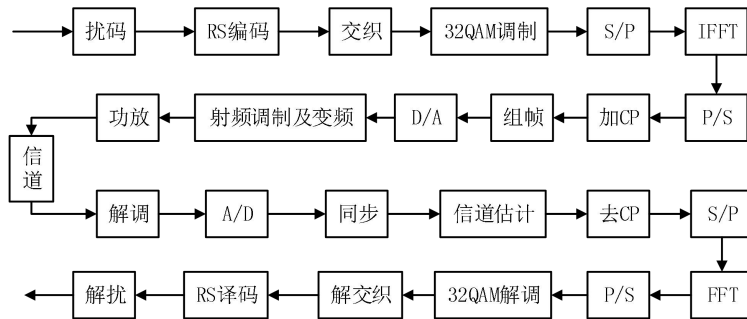 扰码 RS编码 交织 32QAM调制 S/P IFFT
功放 射频调制及变频 D/A 组帧 加CP P/S
信道
解调 A/D 同步 信道估计 去CP S/P
解扰 RS译码 解交织 32QAM解调 P/S FFT